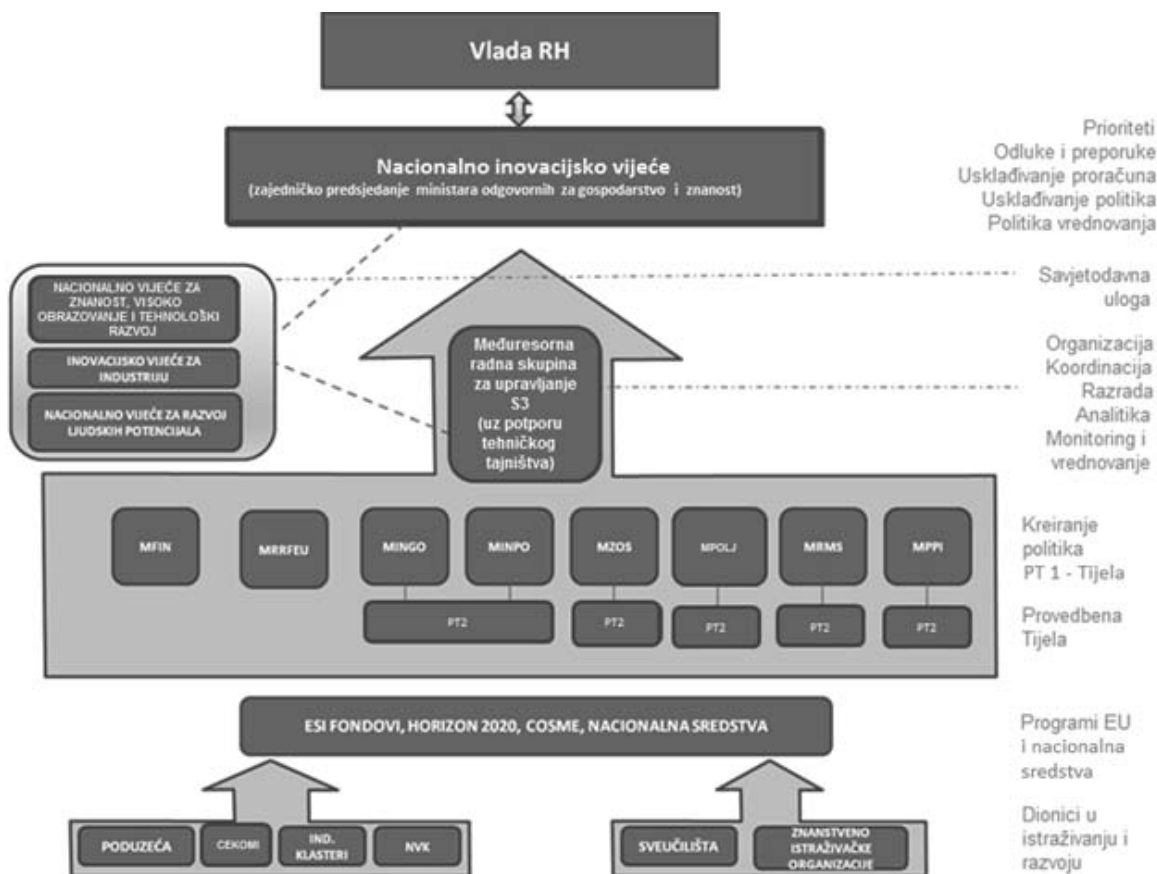 Vlada RH
Nacionalno inovacijsko vijeće
(zajedničko predsjedanje ministara odgovornih za gospodarstvo i znanost)
Prioriteti
Odluke i preporuke
Usklađivanje proračuna
Usklađivanje politika
Politika vrednovanja
NACIONALNO VIJEĆE ZA
ZNANOST, VISOKO
OBRAZOVANJE I TEHNOLOŠKI
RAZVOJ
INOVACIJSKO VIJEĆE ZA
INDUSTRIJU
NACIONALNO VIJEĆE ZA RAZVOJ
LJUDSKIH POTENCIJALA
Savjetodavna
uloga
Međuresorna
radna skupina
za upravljanje
S3
(uz potporu
tehničkog
tajništva)
Organizacija
Koordinacija
Razrada
Analitika
Monitoring i
vrednovanje
MFIN
MRRFEU
MINGO
MINPO
MZOS
MPOLJ
MRMS
MPPI
Kreiranje
politika
PT 1 - Tijela
PT2
PT2
PT2
PT2
PT2
Provedbena
Tijela
ESI FONDOVI, HORIZON 2020, COSME, NACIONALNA SREDSTVA
Programi EU
i nacionalna
sredstva
PODUZEĆA
CEKOMI
IND.
KLASTERI
NVK
SVEUČILIŠTA
ZNANSTVENO
ISTRAŽIVAČKE
ORGANIZACIJE
Dionici u
istraživanju i
razvoju